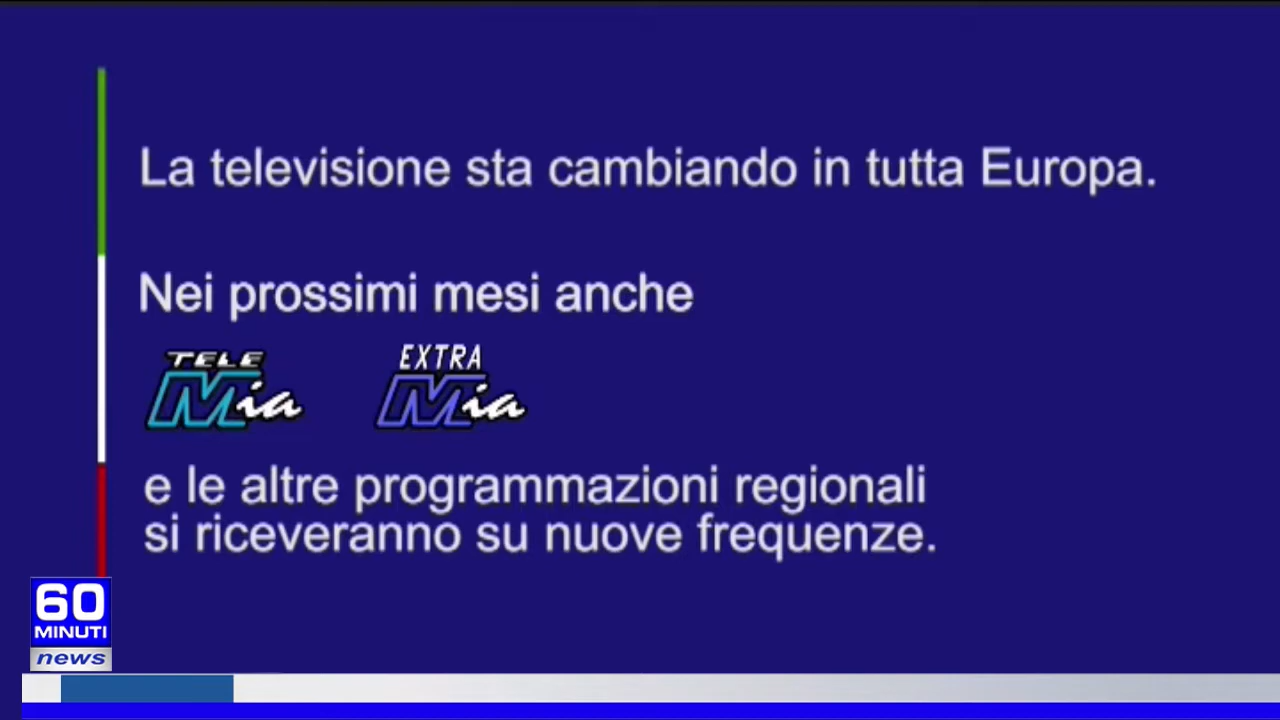 La televisione sta cambiando in tutta Europa.
Nei prossimi mesi anche
TELE Mia EXTRA Mia
e le altre programmazioni regionali
si riceveranno su nuove frequenze.
60
MINUTI
news